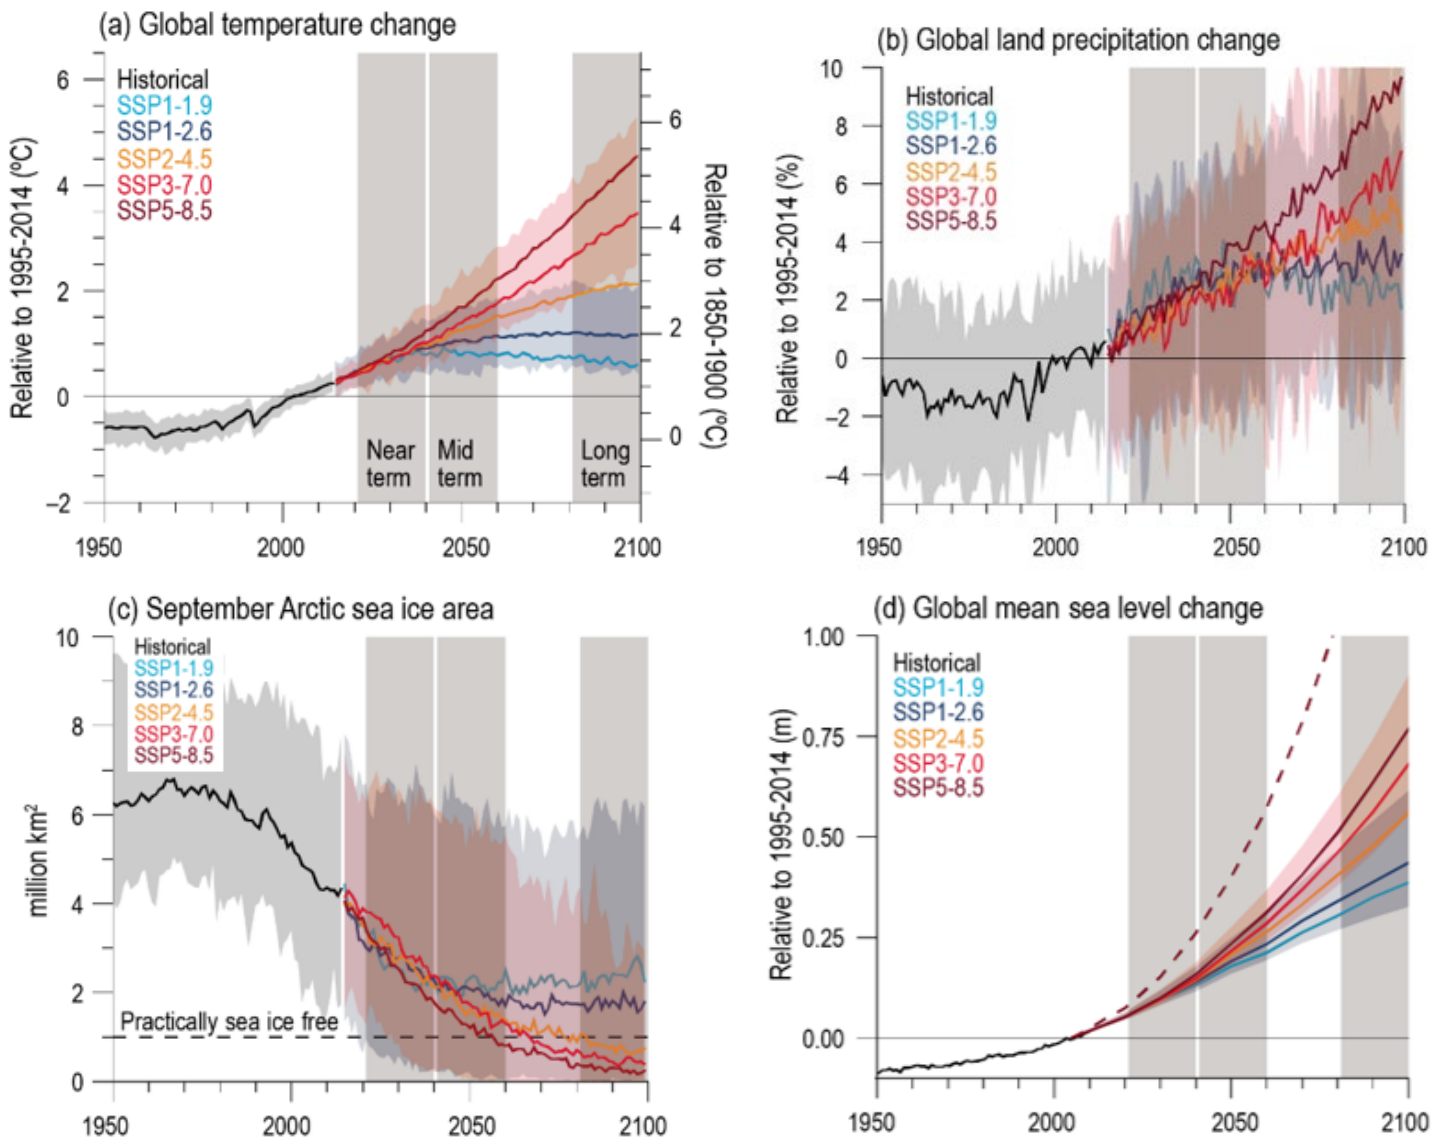 (a) Global temperature change
Relative to 1995-2014 (ºC)
6
4
2
0
–2
Historical
SSP1-1.9
SSP1-2.6
SSP2-4.5
SSP3-7.0
SSP5-8.5
Near term
Mid term
Long term
6
4
2
0
Relative to 1850-1900 (ºC)
1950
2000
2050
2100
(b) Global land precipitation change
Relative to 1995-2014 (%)
10
8
6
4
2
0
–2
–4
Historical
SSP1-1.9
SSP1-2.6
SSP2-4.5
SSP3-7.0
SSP5-8.5
1950
2000
2050
2100
(c) September Arctic sea ice area
million km²
10
8
6
4
2
0
Historical
SSP1-1.9
SSP1-2.6
SSP2-4.5
SSP3-7.0
SSP5-8.5
Practically sea ice free
1950
2000
2050
2100
(d) Global mean sea level change
Relative to 1995-2014 (m)
1.00
0.75
0.50
0.25
0.00
Historical
SSP1-1.9
SSP1-2.6
SSP2-4.5
SSP3-7.0
SSP5-8.5
1950
2000
2050
2100